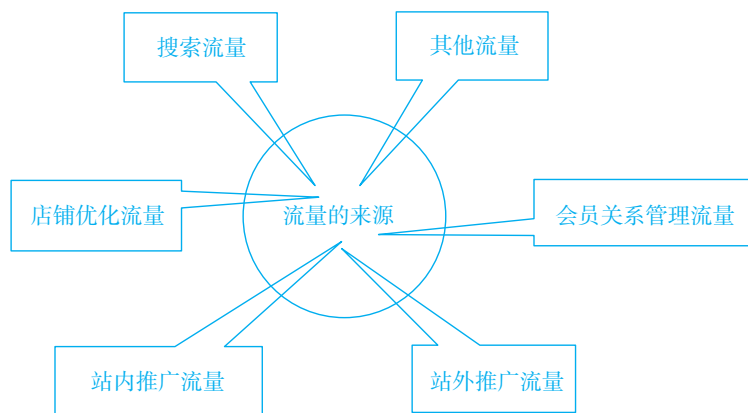 搜索流量
其他流量
店铺优化流量
流量的来源
会员关系管理流量
站内推广流量
站外推广流量